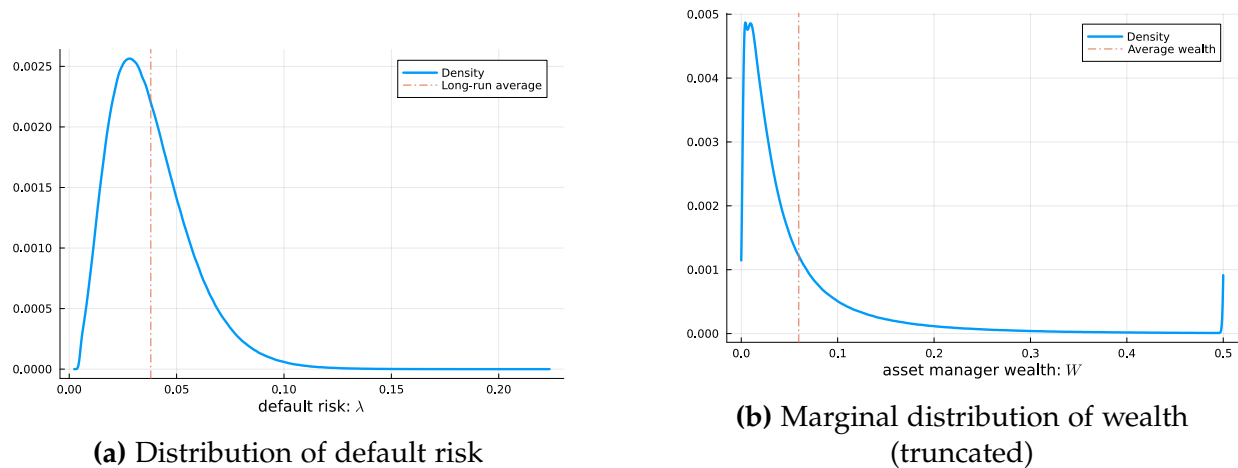 0.0025
0.0020
0.0015
0.0010
0.0005
0.0000
Density
Long-run average
0.00
0.05
0.10
0.15
0.20
default risk: λ
(a) Distribution of default risk
0.005
0.004
0.003
0.002
0.001
0.000
Density
Average wealth
0.0
0.1
0.2
0.3
0.4
0.5
asset manager wealth: W
(b) Marginal distribution of wealth
(truncated)